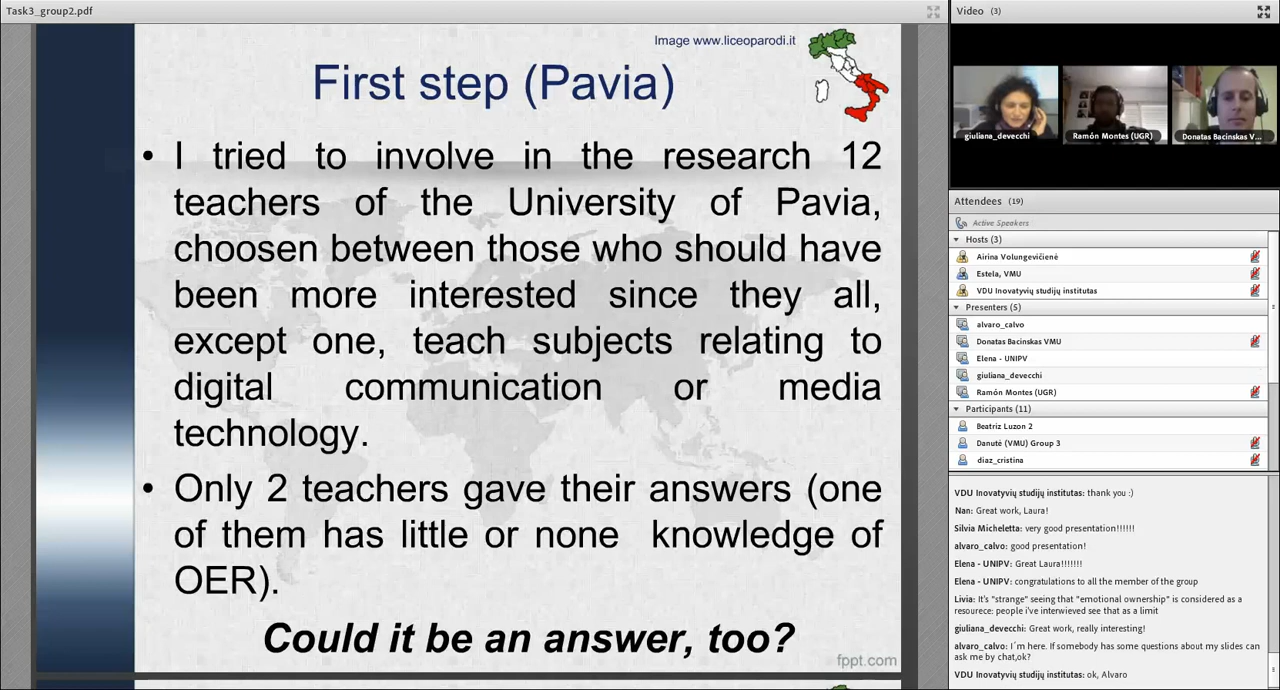 Task3_group2.pdf
Image www.liceoparodi.it
First step (Pavia)
• I tried to involve in the research 12
teachers of the University of Pavia,
choosen between those who should have
been more interested since they all,
except one, teach subjects relating to
digital communication or media
technology.
• Only 2 teachers gave their answers (one
of them has little or none knowledge of
OER).
Could it be an answer, too?
fppt.com
Video (3)
giuliana_devecchi
Ramón Montes (UGR)
Donatas Bacinskas V...
Attendees (19)
Active Speakers
Hosts (3)
Airina Volungevičienė
Estela, VMU
VDU Inovatyvių studijų institutas
Presenters (5)
alvaro_calvo
Donatas Bacinskas VMU
Elena - UNIPV
giuliana_devecchi
Ramón Montes (UGR)
Participants (11)
Beatriz Luzon 2
Danutė (VMU) Group 3
diaz_cristina
VDU Inovatyvių studijų institutas: thank you :)
Nan: Great work, Laura!
Silvia Micheletta: very good presentation!!!!!!
alvaro_calvo: good presentation!
Elena - UNIPV: Great Laura!!!!!!!
Elena - UNIPV: congratulations to all the member of the group
Livia: It's "strange" seeing that "emotional ownership" is considered as a
resourece: people i've interwieved see that as a limit
giuliana_devecchi: Great work, really interesting!
alvaro_calvo: I´m here. If somebody has some questions about my slides can
ask me by chat,ok?
VDU Inovatyvių studijų institutas: ok, Alvaro